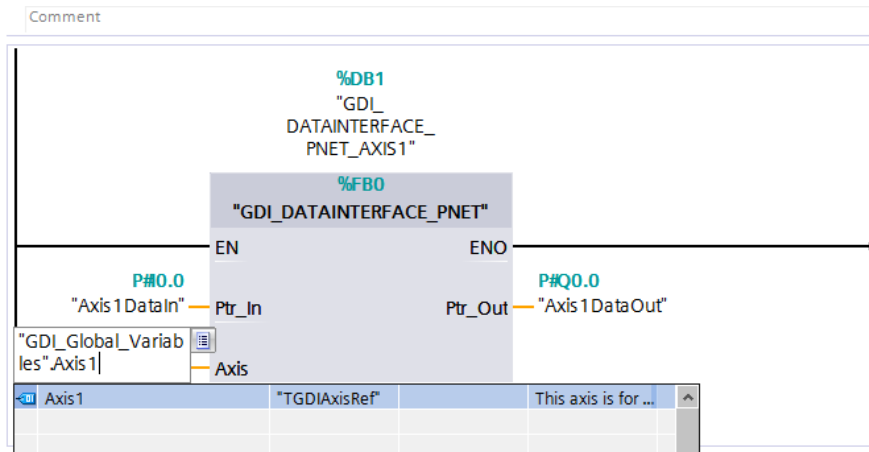 Comment
%DB1
"GDI_
DATAINTERFACE_
PNET_AXIS1"
%FB0
"GDI_DATAINTERFACE_PNET"
EN
ENO
P#I0.0
"Axis1DataIn"
Ptr_In
P#Q0.0
Ptr_Out
"Axis1DataOut"
"GDI_Global_Variab
les".Axis1
Axis
Axis1 "TGDIAxisRef" This axis is for ...